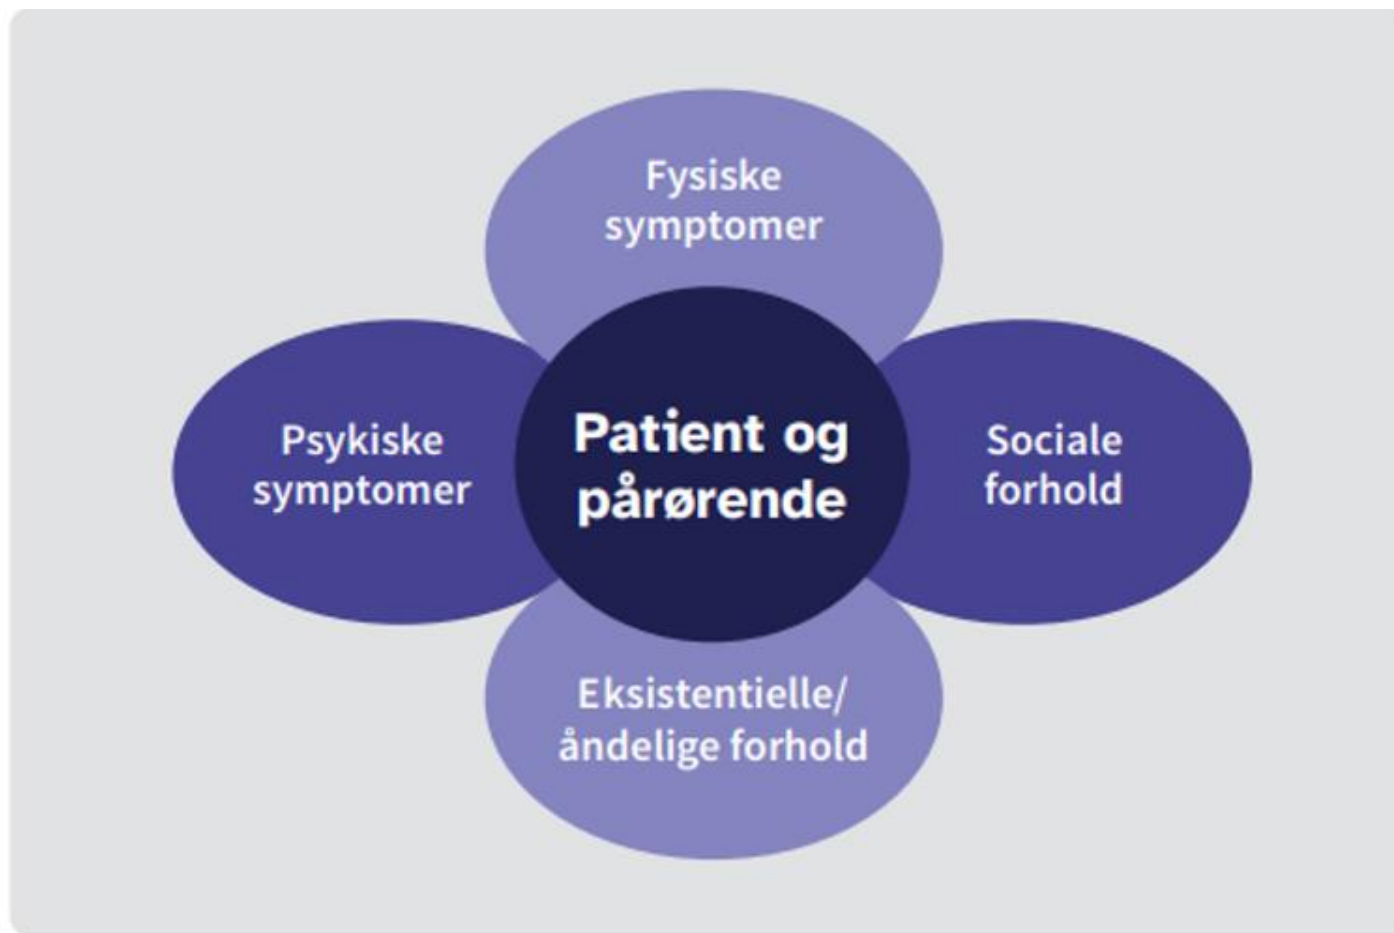 Fysiske
symptomer
Psykiske
symptomer
Patient og
pårørende
Sociale
forhold
Eksistentielle/
åndelige forhold